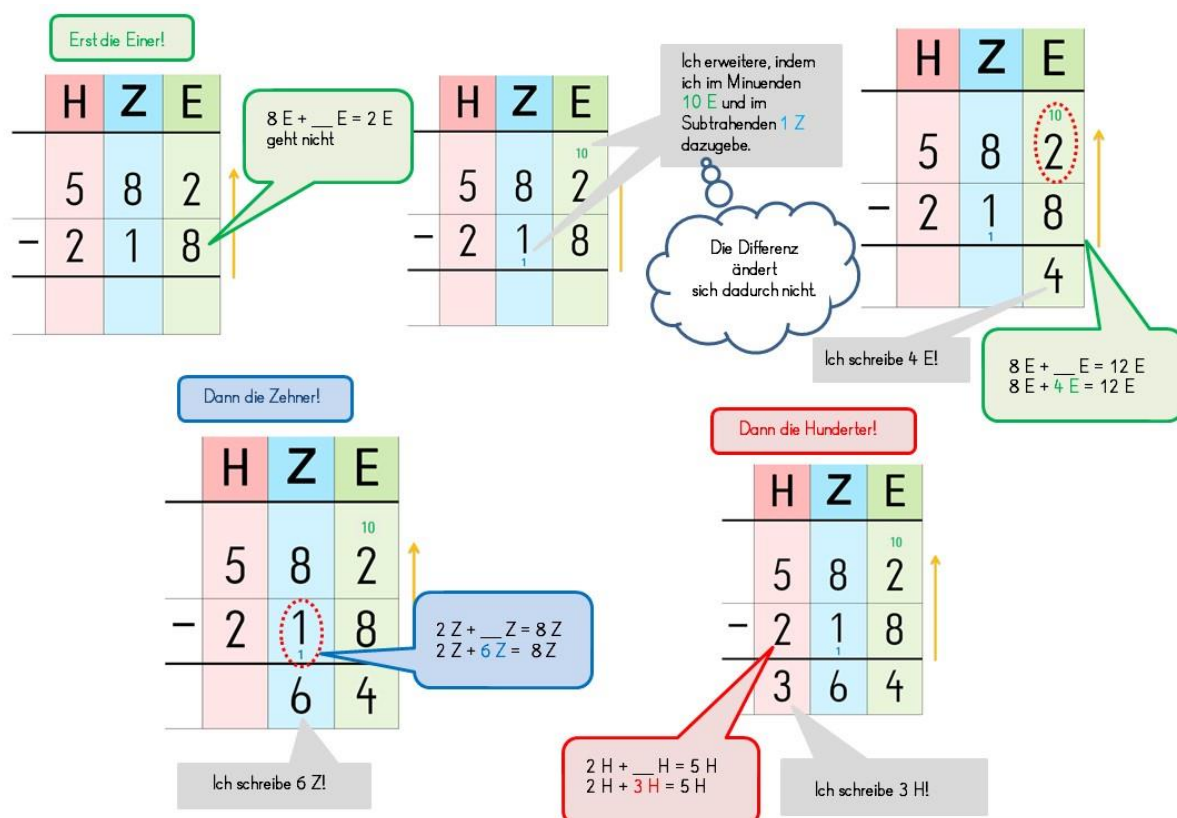 Erst die Einer!
H Z E
5 8 2
- 2 1 8
8 E + __ E = 2 E
geht nicht
H Z E
10
5 8 2
- 2 1 8
1
Ich erweitere, indem
ich im Minuenden
10 E und im
Subtrahenden 1 Z
dazugebe.
Die Differenz
ändert
sich dadurch nicht.
H Z E
10
5 8 2
- 2 1 8
1
4
Ich schreibe 4 E!
8 E + __ E = 12 E
8 E + 4 E = 12 E
Dann die Zehner!
H Z E
10
5 8 2
- 2 1 8
1
6 4
2 Z + __ Z = 8 Z
2 Z + 6 Z = 8 Z
Ich schreibe 6 Z!
Dann die Hunderter!
H Z E
10
5 8 2
- 2 1 8
1
3 6 4
2 H + __ H = 5 H
2 H + 3 H = 5 H
Ich schreibe 3 H!